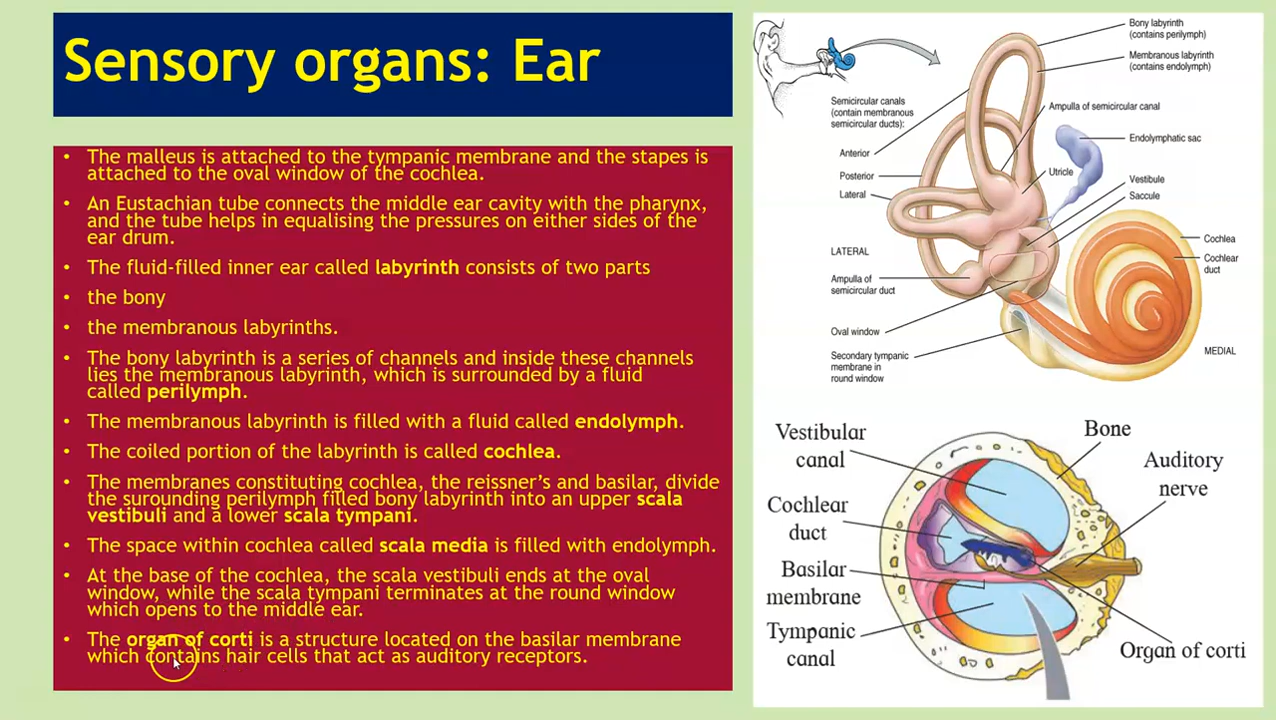 Sensory organs: Ear
• The malleus is attached to the tympanic membrane and the stapes is
attached to the oval window of the cochlea.
• An Eustachian tube connects the middle ear cavity with the pharynx,
and the tube helps in equalising the pressures on either sides of the
ear drum.
• The fluid-filled inner ear called labyrinth consists of two parts
• the bony
• the membranous labyrinths.
• The bony labyrinth is a series of channels and inside these channels
lies the membranous labyrinth, which is surrounded by a fluid
called perilymph.
• The membranous labyrinth is filled with a fluid called endolymph.
• The coiled portion of the labyrinth is called cochlea.
• The membranes constituting cochlea, the reissner's and basilar, divide
the surounding perilymph filled bony labyrinth into an upper scala
vestibuli and a lower scala tympani.
• The space within cochlea called scala media is filled with endolymph.
• At the base of the cochlea, the scala vestibuli ends at the oval
window, while the scala tympani terminates at the round window
which opens to the middle ear.
• The organ of corti is a structure located on the basilar membrane
which contains hair cells that act as auditory receptors.
Bony labyrinth
(contains perilymph)
Membranous labyrinth
(contains endolymph)
Semicircular canals
(contain membranous
semicircular ducts):
Ampulla of semicircular canal
Endolymphatic sac
Anterior
Posterior
Lateral
Utricle
Vestibule
Saccule
Cochlea
Cochlear
duct
LATERAL
Ampulla of
semicircular duct
Oval window
Secondary tympanic
membrane in
round window
MEDIAL
Vestibular
canal
Bone
Auditory
nerve
Cochlear
duct
Basilar
membrane
Tympanic
canal
Organ of corti